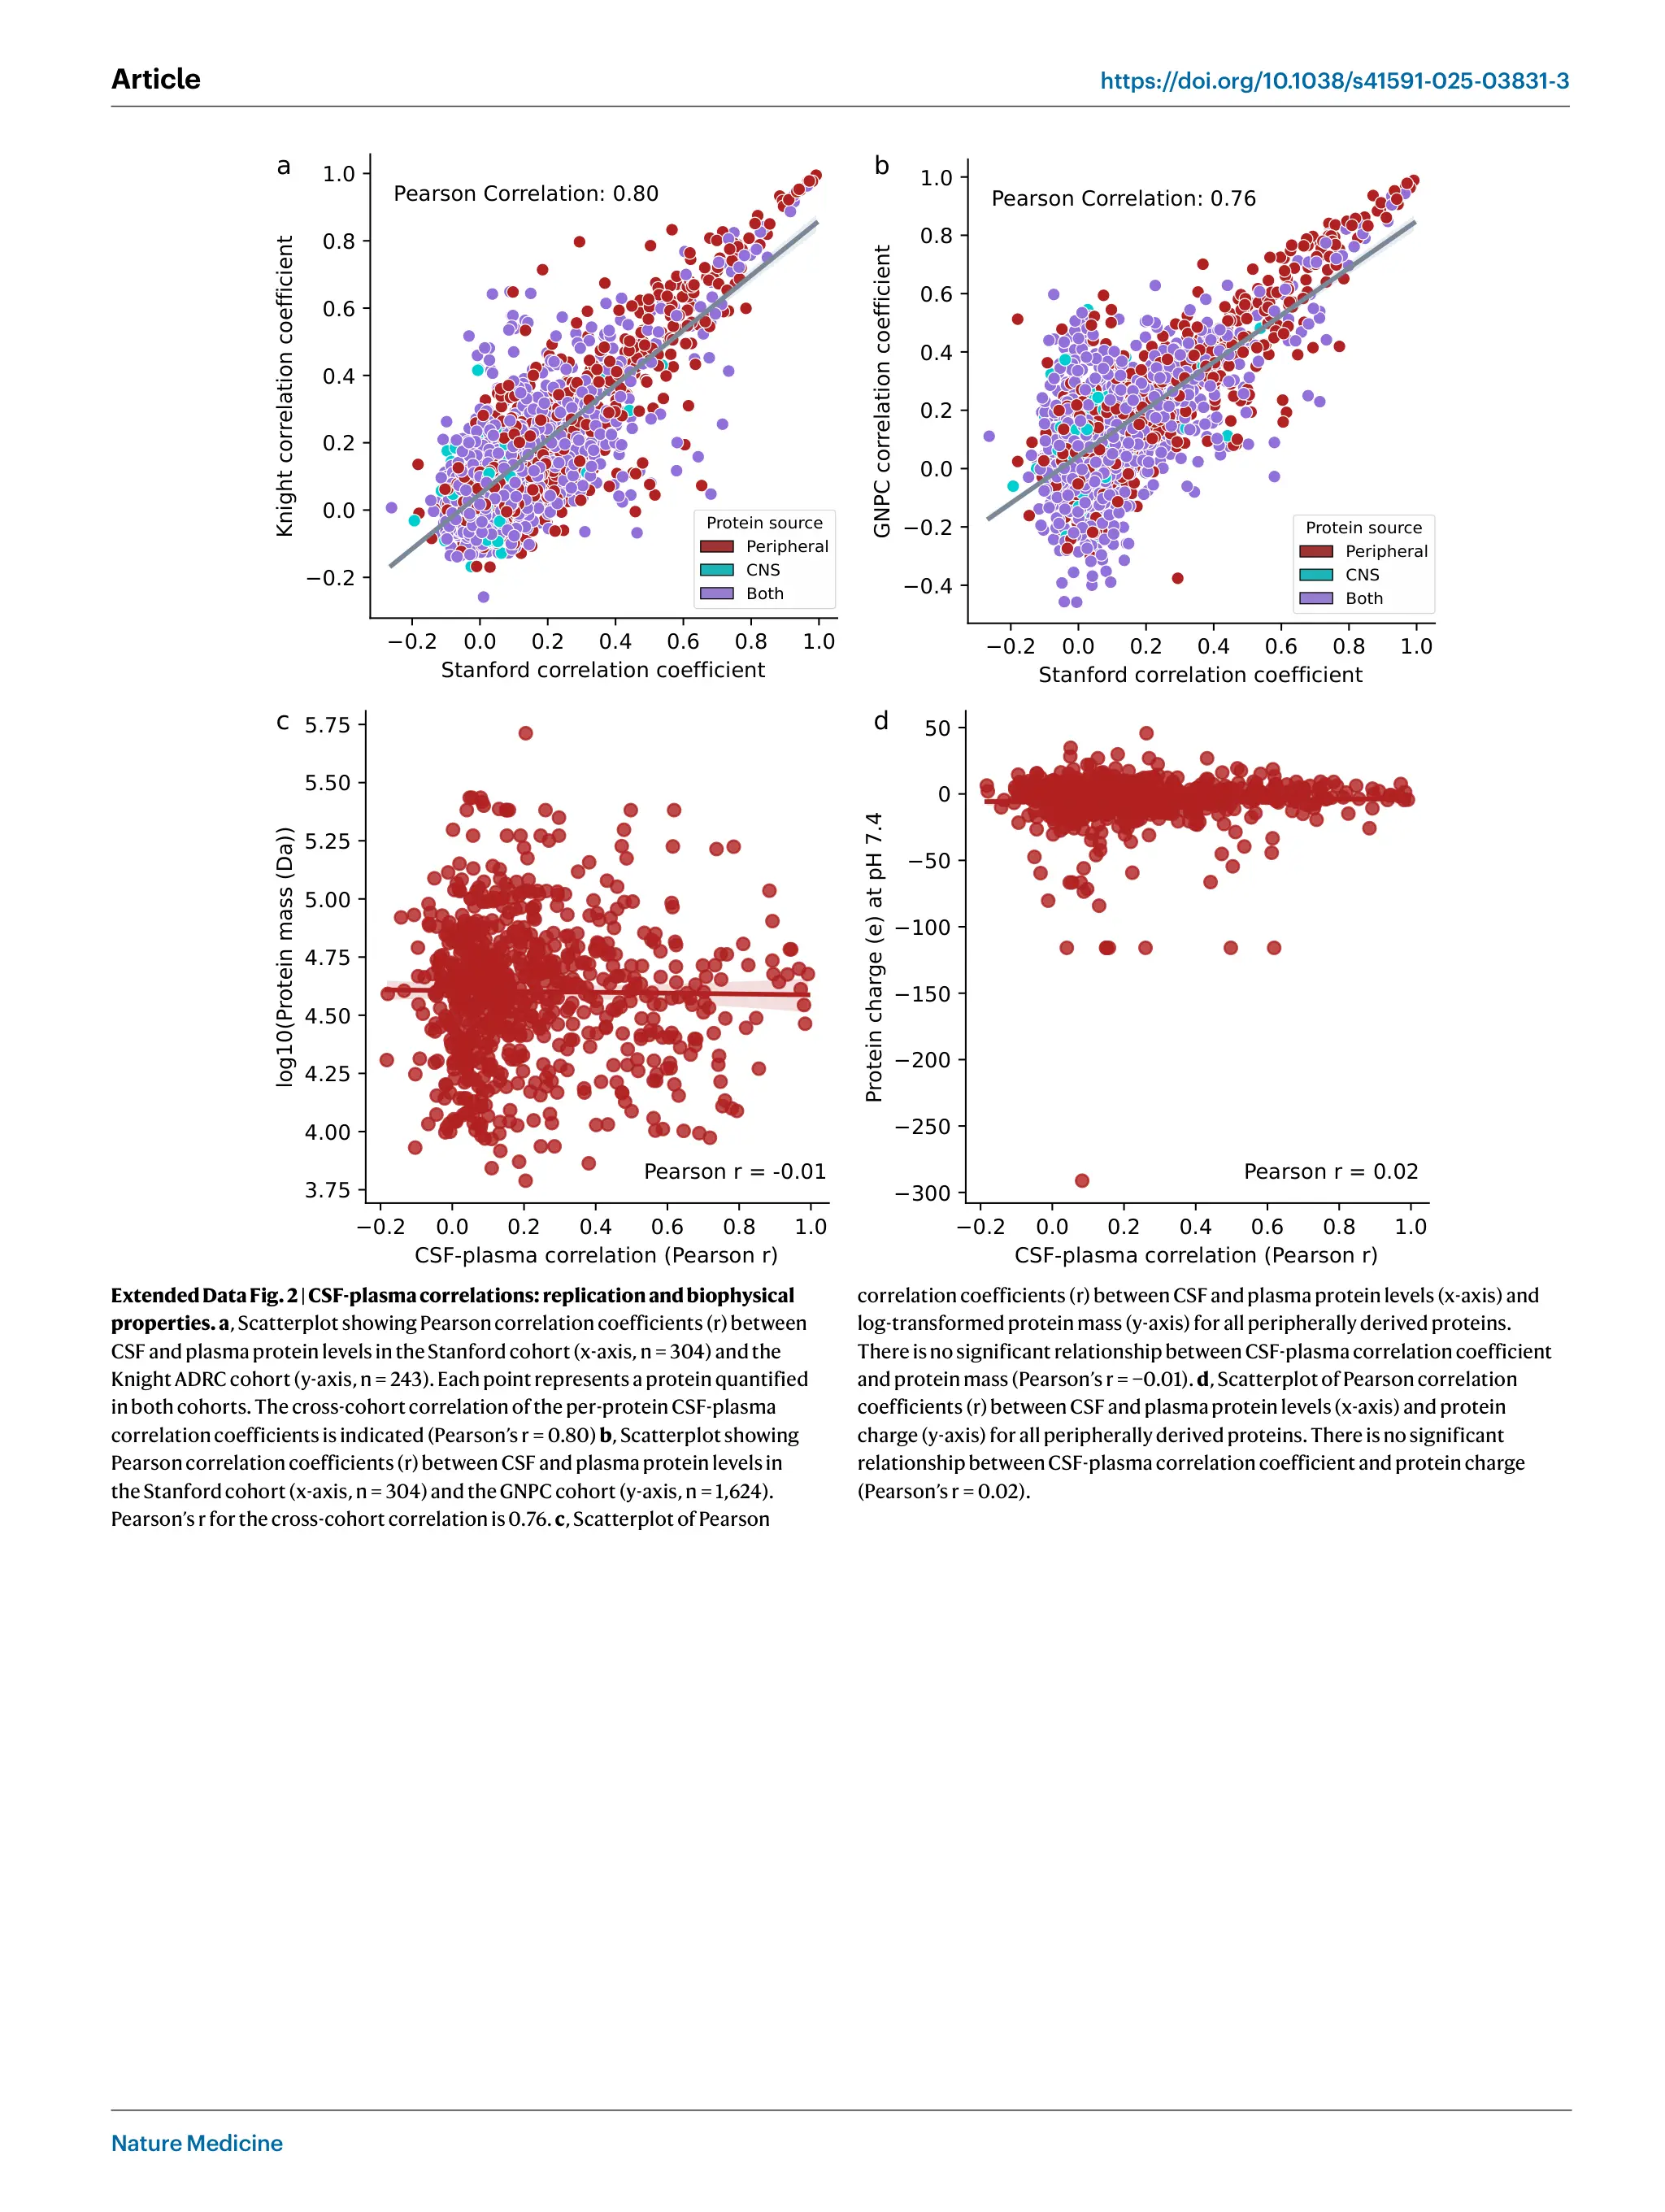 Article
https://doi.org/10.1038/s41591-025-03831-3
a
Pearson Correlation: 0.80
Knight correlation coefficient
1.0
0.8
0.6
0.4
0.2
0.0
−0.2
Protein source
Peripheral
CNS
Both
−0.2 0.0 0.2 0.4 0.6 0.8 1.0
Stanford correlation coefficient
b
Pearson Correlation: 0.76
GNPC correlation coefficient
1.0
0.8
0.6
0.4
0.2
0.0
−0.2
−0.4
Protein source
Peripheral
CNS
Both
−0.2 0.0 0.2 0.4 0.6 0.8 1.0
Stanford correlation coefficient
c
log10(Protein mass (Da))
5.75
5.50
5.25
5.00
4.75
4.50
4.25
4.00
3.75
Pearson r = -0.01
−0.2 0.0 0.2 0.4 0.6 0.8 1.0
CSF-plasma correlation (Pearson r)
d
Protein charge (e) at pH 7.4
50
0
−50
−100
−150
−200
−250
−300
Pearson r = 0.02
−0.2 0.0 0.2 0.4 0.6 0.8 1.0
CSF-plasma correlation (Pearson r)
Extended Data Fig. 2 | CSF-plasma correlations: replication and biophysical
properties. a, Scatterplot showing Pearson correlation coefficients (r) between
CSF and plasma protein levels in the Stanford cohort (x-axis, n = 304) and the
Knight ADRC cohort (y-axis, n = 243). Each point represents a protein quantified
in both cohorts. The cross-cohort correlation of the per-protein CSF-plasma
correlation coefficients is indicated (Pearson’s r = 0.80) b, Scatterplot showing
Pearson correlation coefficients (r) between CSF and plasma protein levels in
the Stanford cohort (x-axis, n = 304) and the GNPC cohort (y-axis, n = 1,624).
Pearson’s r for the cross-cohort correlation is 0.76. c, Scatterplot of Pearson
correlation coefficients (r) between CSF and plasma protein levels (x-axis) and
log-transformed protein mass (y-axis) for all peripherally derived proteins.
There is no significant relationship between CSF-plasma correlation coefficient
and protein mass (Pearson’s r = −0.01). d, Scatterplot of Pearson correlation
coefficients (r) between CSF and plasma protein levels (x-axis) and protein
charge (y-axis) for all peripherally derived proteins. There is no significant
relationship between CSF-plasma correlation coefficient and protein charge
(Pearson’s r = 0.02).
Nature Medicine